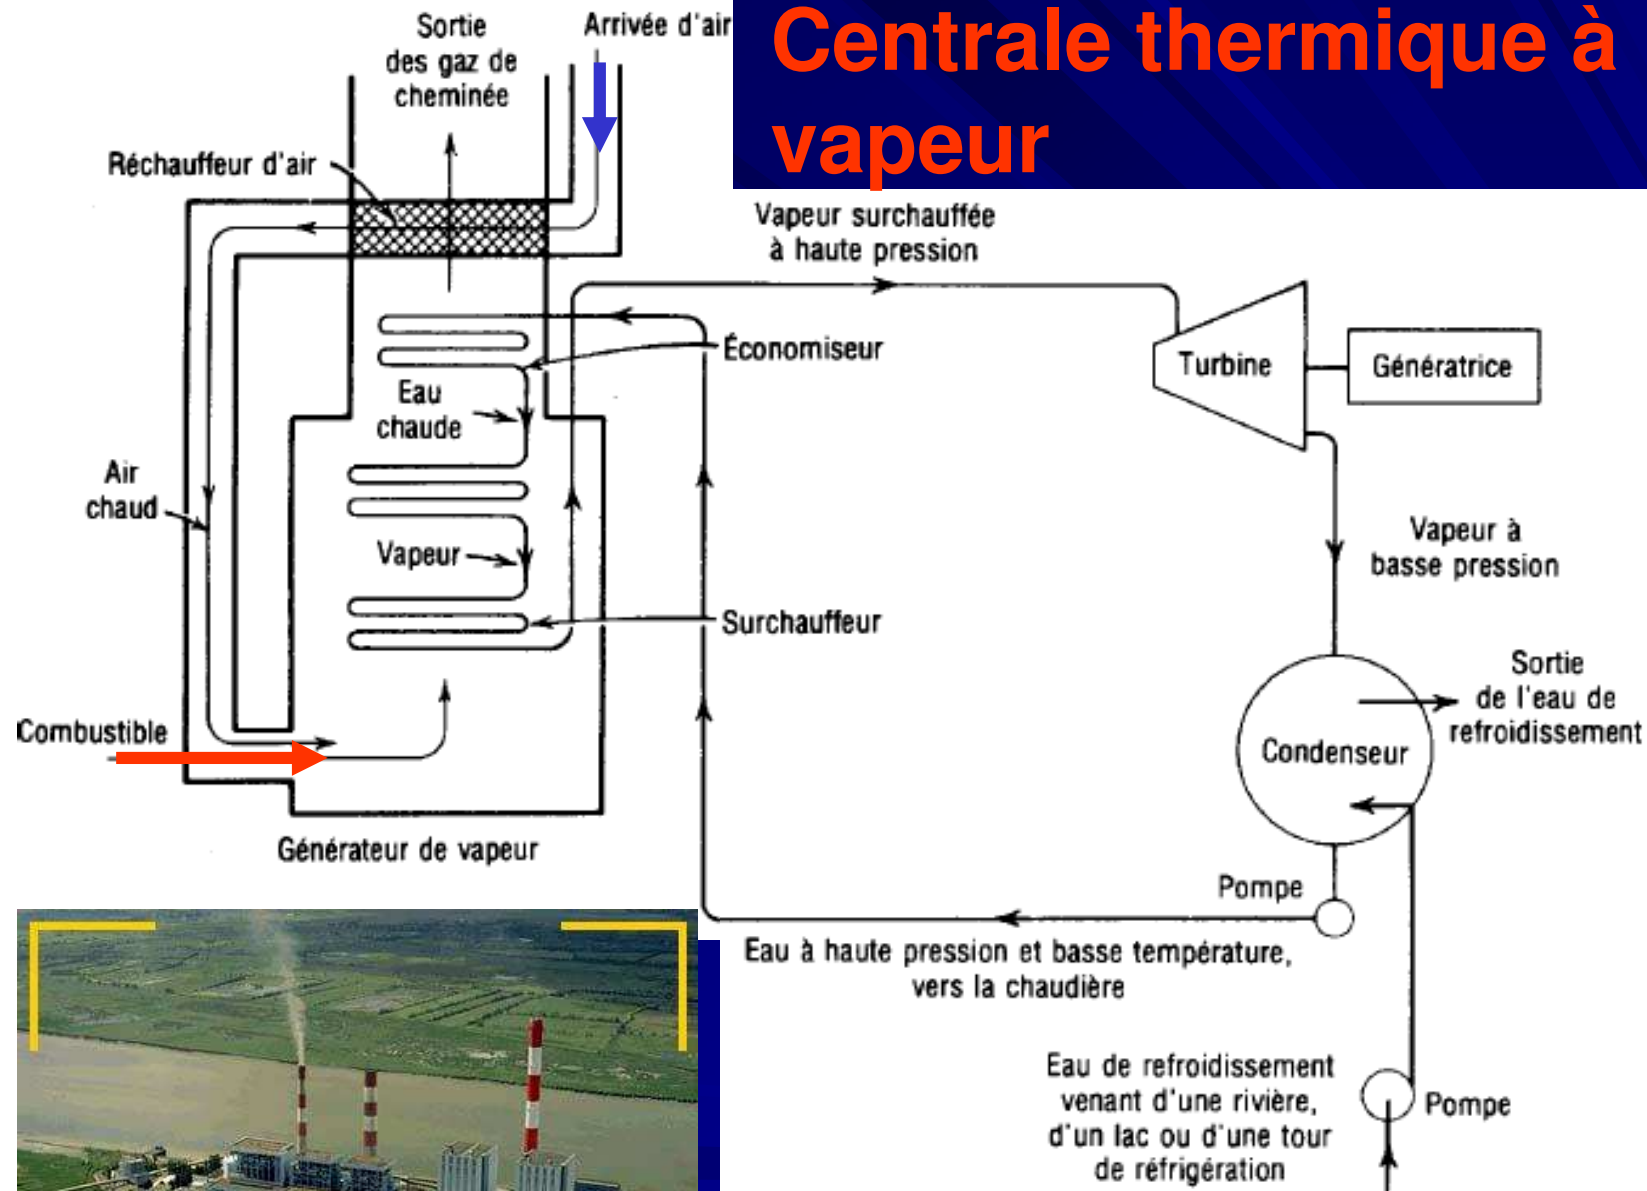 Centrale thermique à
vapeur
Sortie
des gaz de
cheminée
Arrivée d'air
Réchauffeur d'air
Vapeur surchauffée
à haute pression
Économiseur
Turbine
Génératrice
Eau
chaude
Air
chaud
Vapeur
Vapeur à
basse pression
Surchauffeur
Sortie
de l'eau de
refroidissement
Combustible
Condenseur
Générateur de vapeur
Pompe
Eau à haute pression et basse température,
vers la chaudière
Eau de refroidissement
venant d'une rivière,
d'un lac ou d'une tour
de réfrigération
Pompe